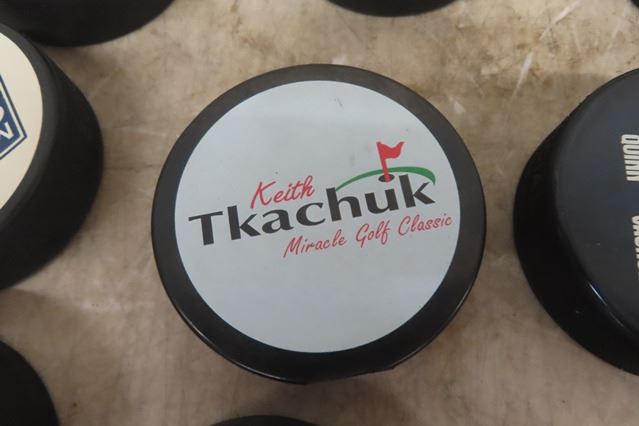 Keith
Tkachuk
Miracle Golf Classic